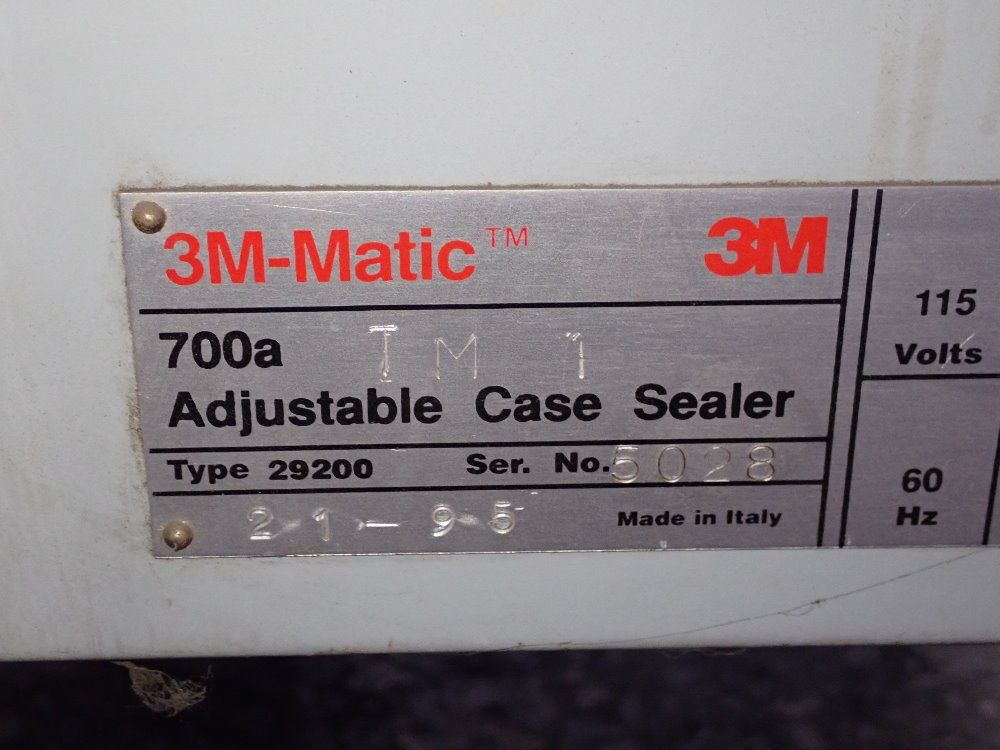 3M-Matic™ 3M
700a TM 1
Adjustable Case Sealer
Type 29200 Ser. No. 5028
21-95 Made in Italy
115
Volts
60
Hz